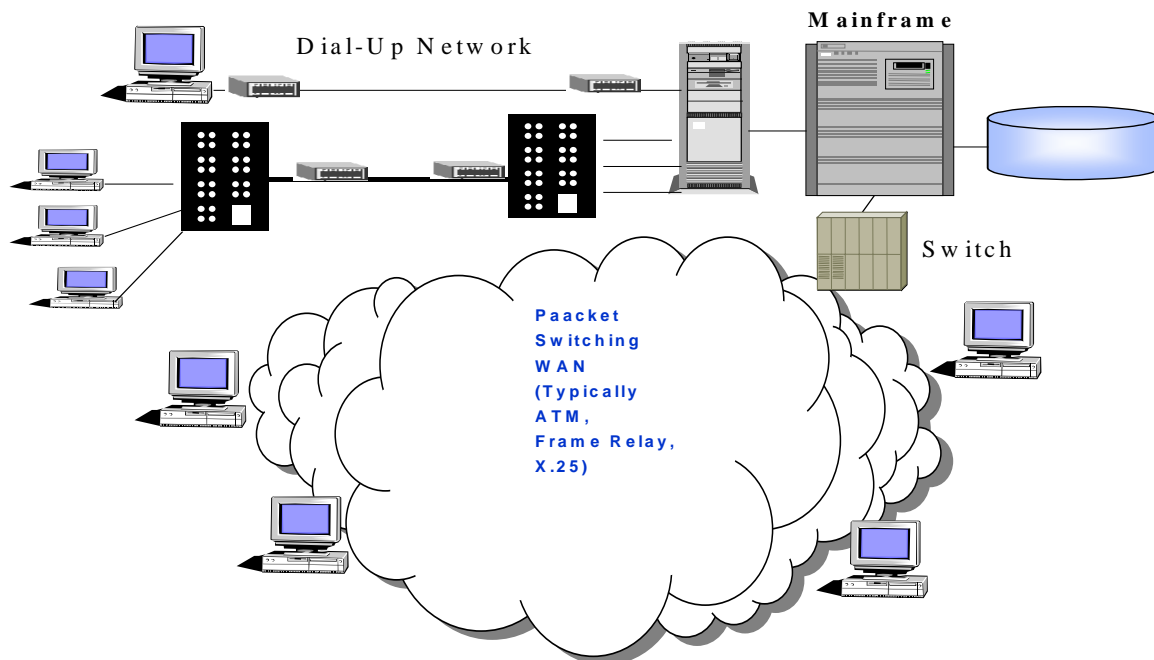 Mainframe
Dial-Up Network
Switch
Paacket
Switching
WAN
(Typically
ATM,
Frame Relay,
X.25)